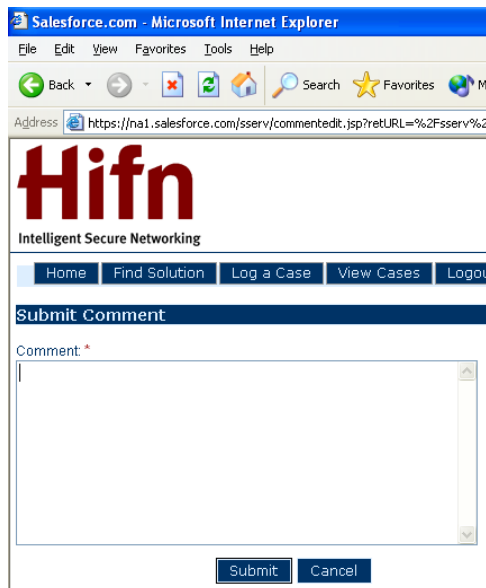 Salesforce.com - Microsoft Internet Explorer
File Edit View Favorites Tools Help
Back Search Favorites M
Address https://na1.salesforce.com/sserv/commentedit.jsp?retURL=%2Fsserv%2
Hifn
Intelligent Secure Networking
Home Find Solution Log a Case View Cases Logou
Submit Comment
Comment: *
Submit Cancel